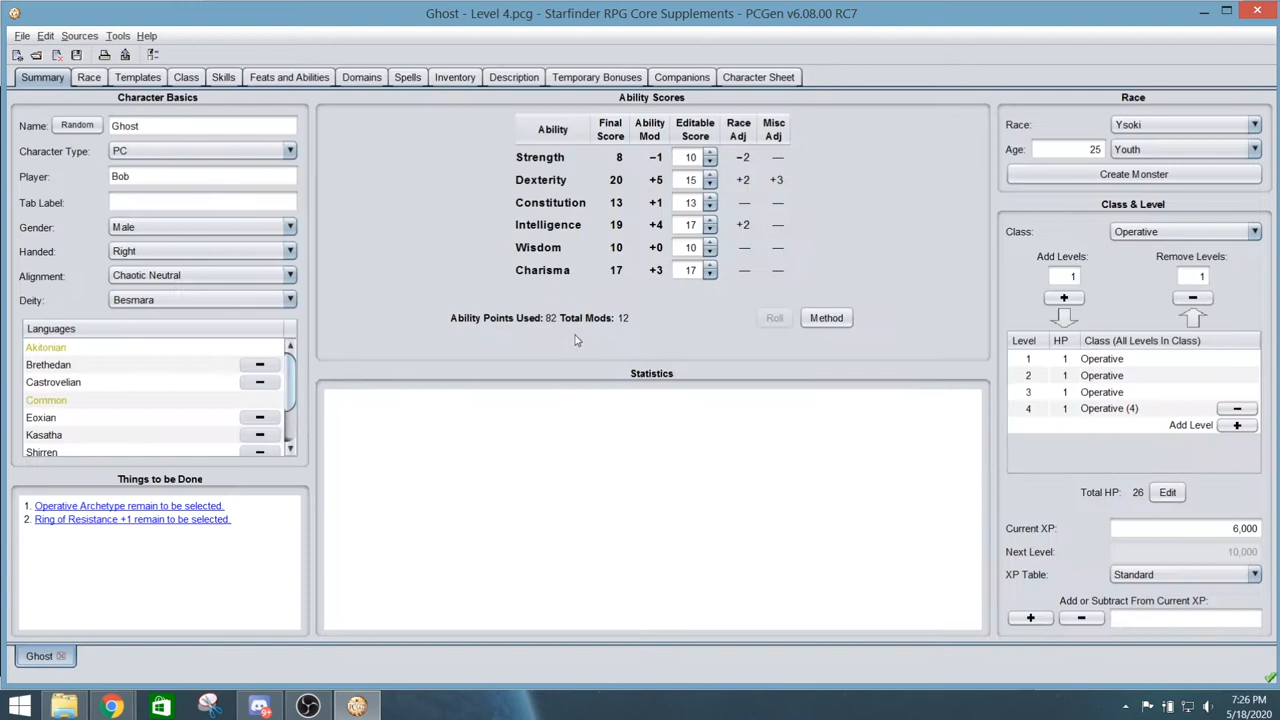 Ghost - Level 4.pcg - Starfinder RPG Core Supplements - PCGen v6.08.00 RC7
File Edit Sources Tools Help
Summary Race Templates Class Skills Feats and Abilities Domains Spells Inventory Description Temporary Bonuses Companions Character Sheet
Character Basics
Name: Random Ghost
Character Type: PC
Player: Bob
Tab Label:
Gender: Male
Handed: Right
Alignment: Chaotic Neutral
Deity: Besmara
Languages
Akitonian
Brethedan
Castrovelian
Common
Eoxian
Kasatha
Shirren
Things to be Done
1. Operative Archetype remain to be selected.
2. Ring of Resistance +1 remain to be selected.
Ability Scores
Ability Final Score Ability Mod Editable Score Race Adj Misc Adj
Strength 8 −1 10 −2 —
Dexterity 20 +5 15 +2 +3
Constitution 13 +1 13 — —
Intelligence 19 +4 17 +2 —
Wisdom 10 +0 10 — —
Charisma 17 +3 17 — —
Ability Points Used: 82 Total Mods: 12 Roll Method
Statistics
Race
Race: Ysoki
Age: 25 Youth
Create Monster
Class & Level
Class: Operative
Add Levels: Remove Levels:
1 1
+ −
Level HP Class (All Levels In Class)
1 1 Operative
2 1 Operative
3 1 Operative
4 1 Operative (4) −
Add Level +
Total HP: 26 Edit
Current XP: 6,000
Next Level: 10,000
XP Table: Standard
Add or Subtract From Current XP:
+ −
Ghost
9+
7:26 PM
5/18/2020